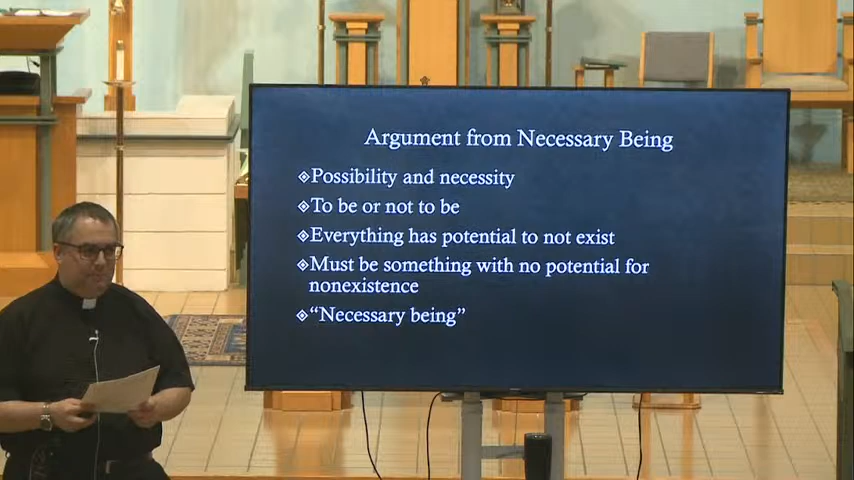 Argument from Necessary Being
Possibility and necessity
To be or not to be
Everything has potential to not exist
Must be something with no potential for
nonexistence
“Necessary being”